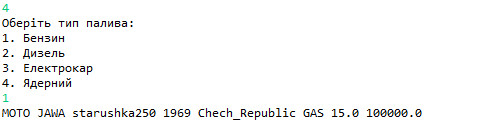 4
Оберіть тип палива:
1. Бензин
2. Дизель
3. Електрокар
4. Ядерний
1
MOTO JAWA starushka250 1969 Chech_Republic GAS 15.0 100000.0